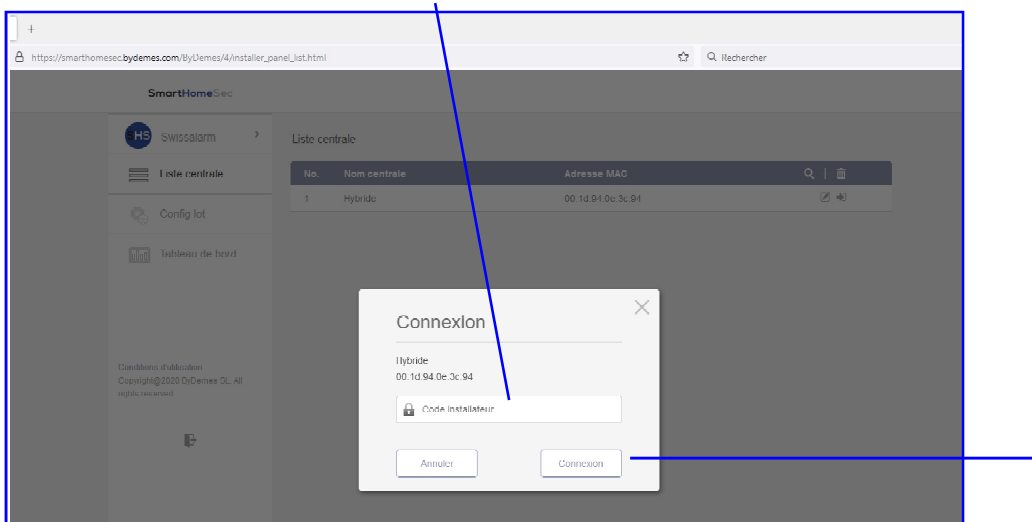 +
https://smarthomesec.bydemes.com/ByDemes/4/installer_panel_list.html
Rechercher
SmartHomeSec
SHS
Swissalarm
Liste centrale
Config lot
Tableau de bord
Conditions d'utilisation
Copyright@2020 ByDemes SL. All
rights reserved.
Liste centrale
No. Nom centrale Adresse MAC
1 Hybride 00.1d.94.0e.3c.94
Connexion
Hybride
00.1d.94.0e.3c.94
Code installateur
Annuler Connexion